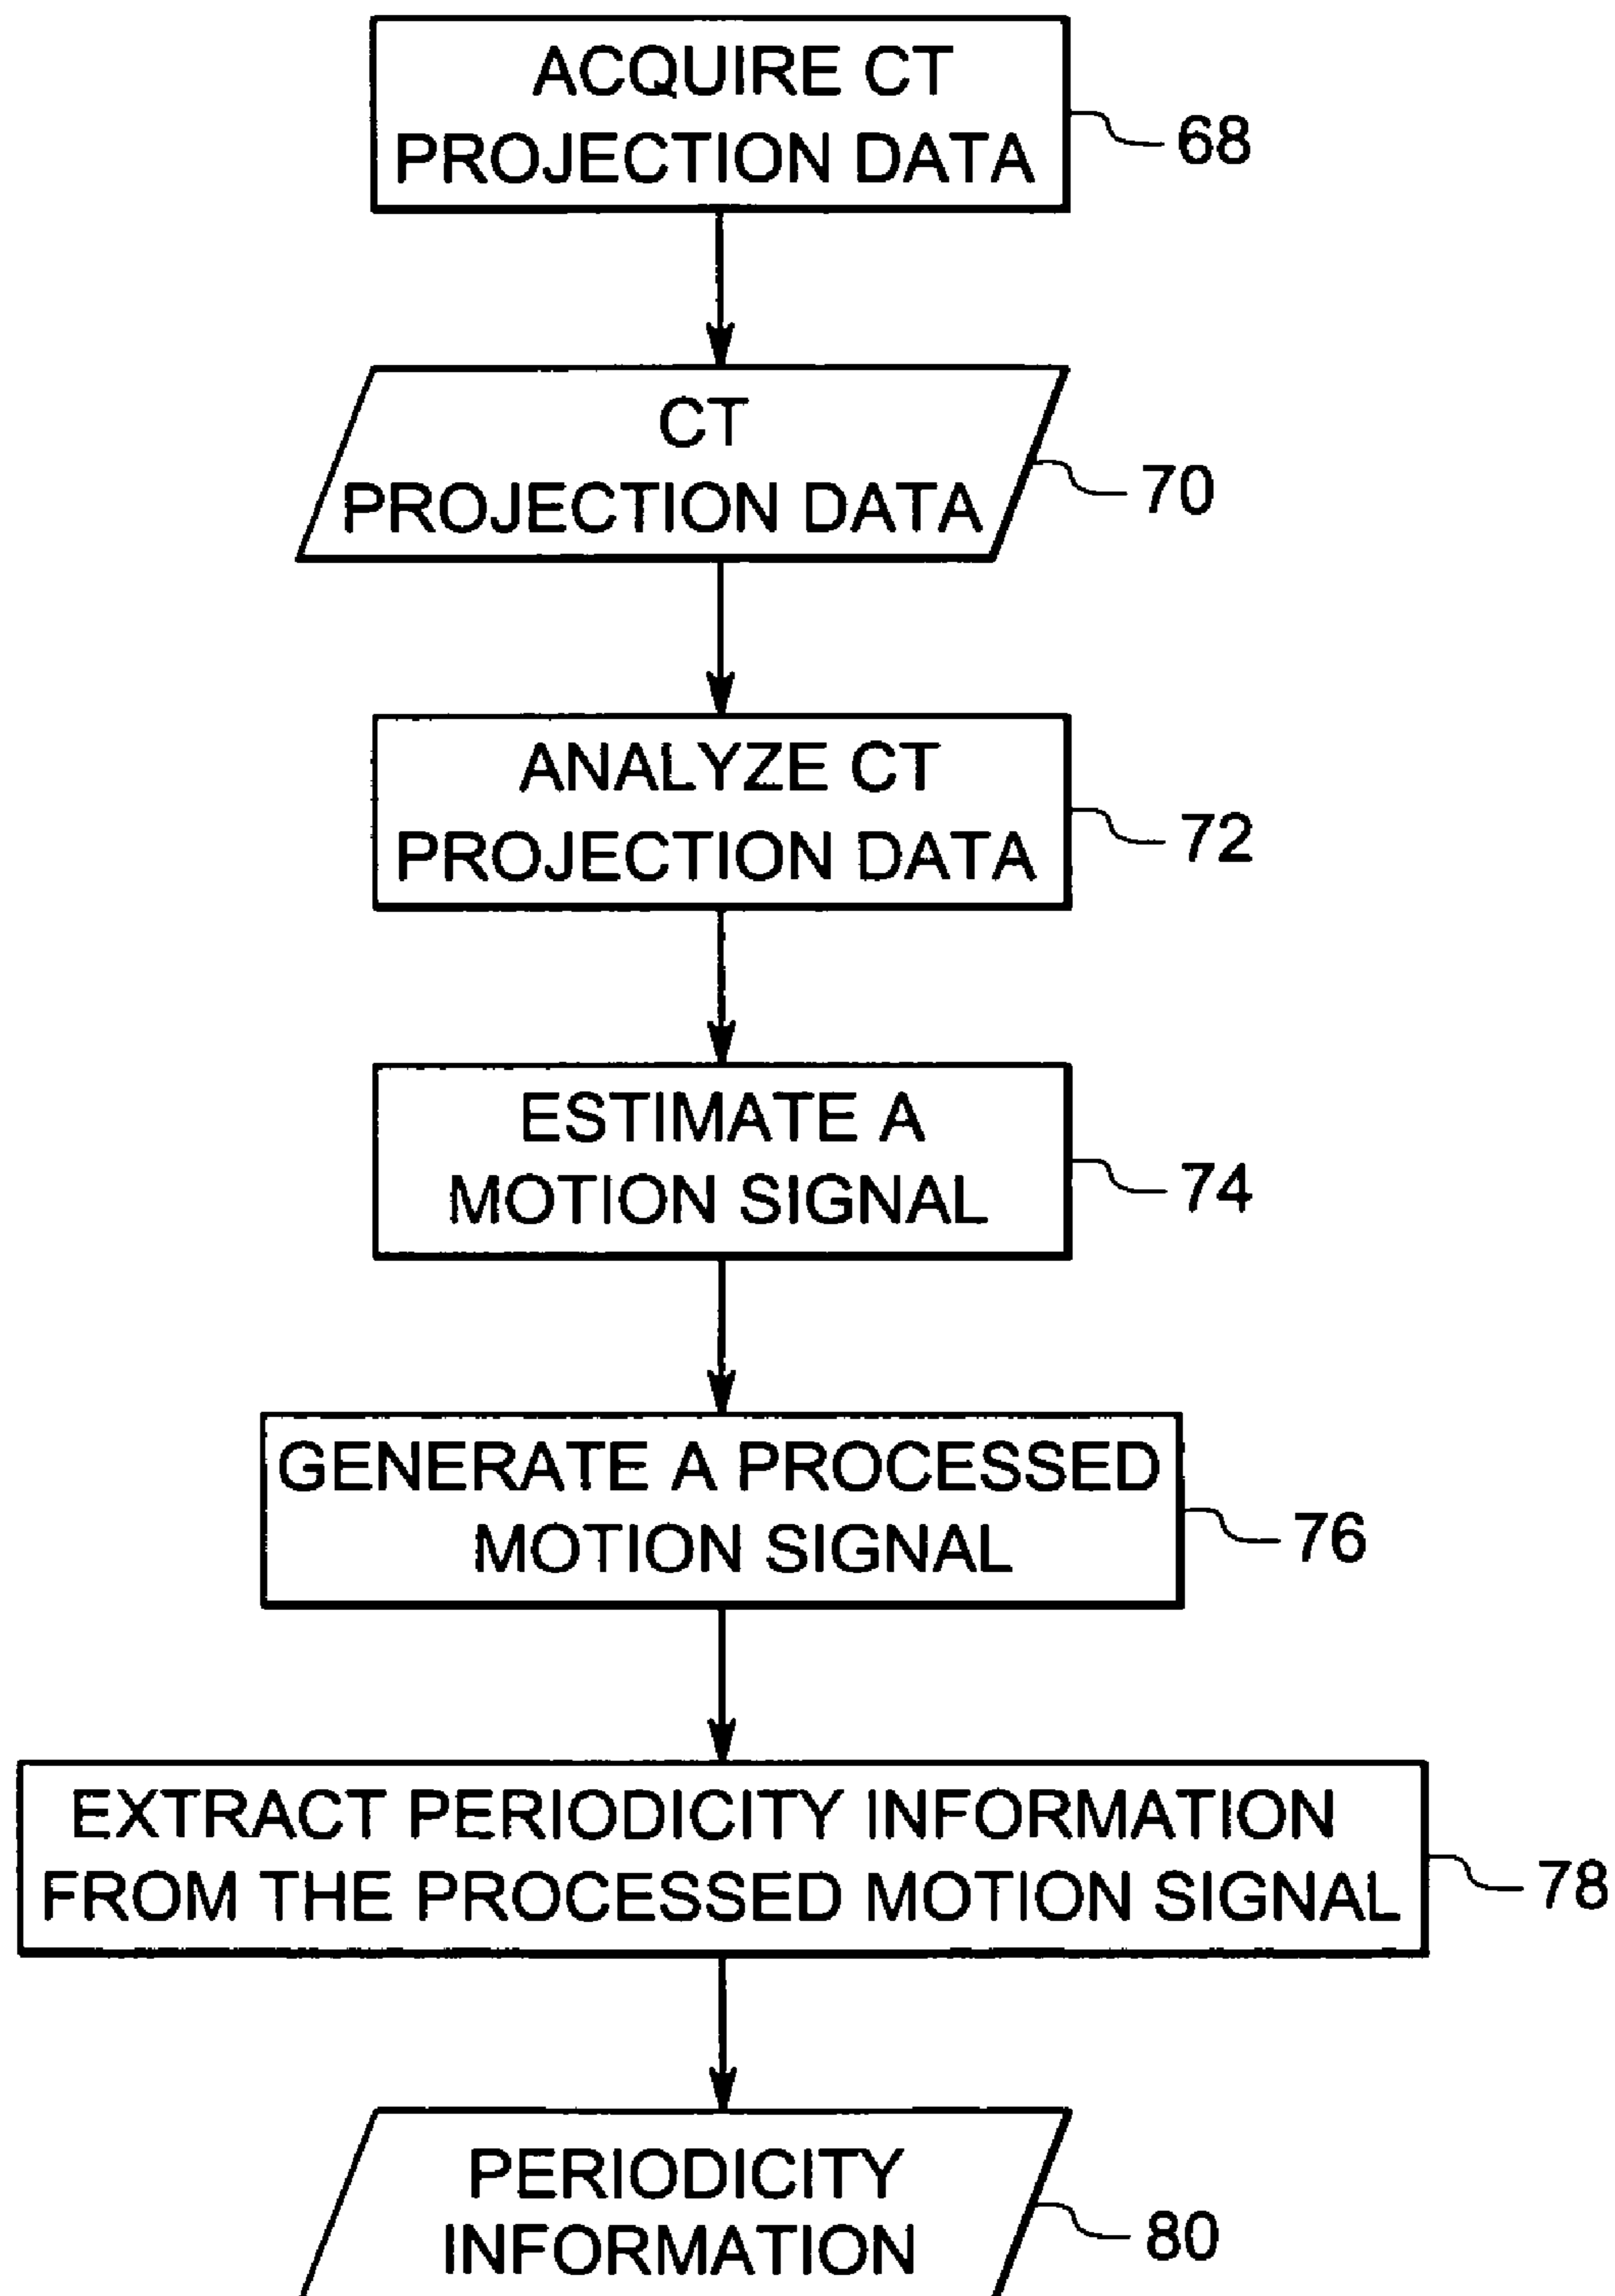 ACQUIRE CT
PROJECTION DATA
68
CT
PROJECTION DATA
70
ANALYZE CT
PROJECTION DATA
72
ESTIMATE A
MOTION SIGNAL
74
GENERATE A PROCESSED
MOTION SIGNAL
76
EXTRACT PERIODICITY INFORMATION
FROM THE PROCESSED MOTION SIGNAL
78
PERIODICITY
INFORMATION
80